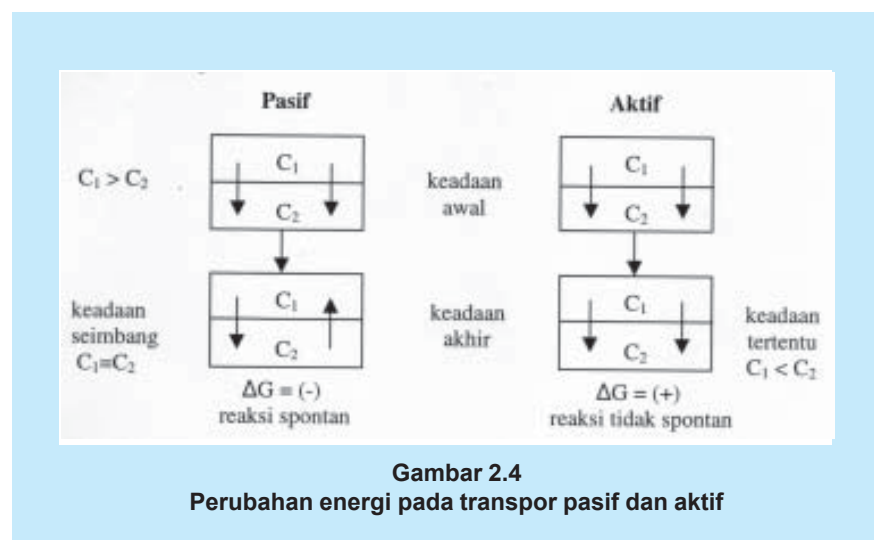 Pasif
C₁ > C₂
C₁
C₂
keadaan
seimbang
C₁=C₂
C₁
C₂
ΔG = (-)
reaksi spontan
keadaan
awal
keadaan
akhir
Aktif
C₁
C₂
C₁
C₂
keadaan
tertentu
C₁ < C₂
ΔG = (+)
reaksi tidak spontan
Gambar 2.4
Perubahan energi pada transpor pasif dan aktif